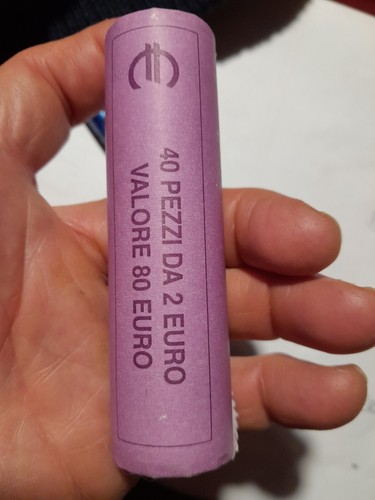 €
40 PEZZI DA 2 EURO
VALORE 80 EURO